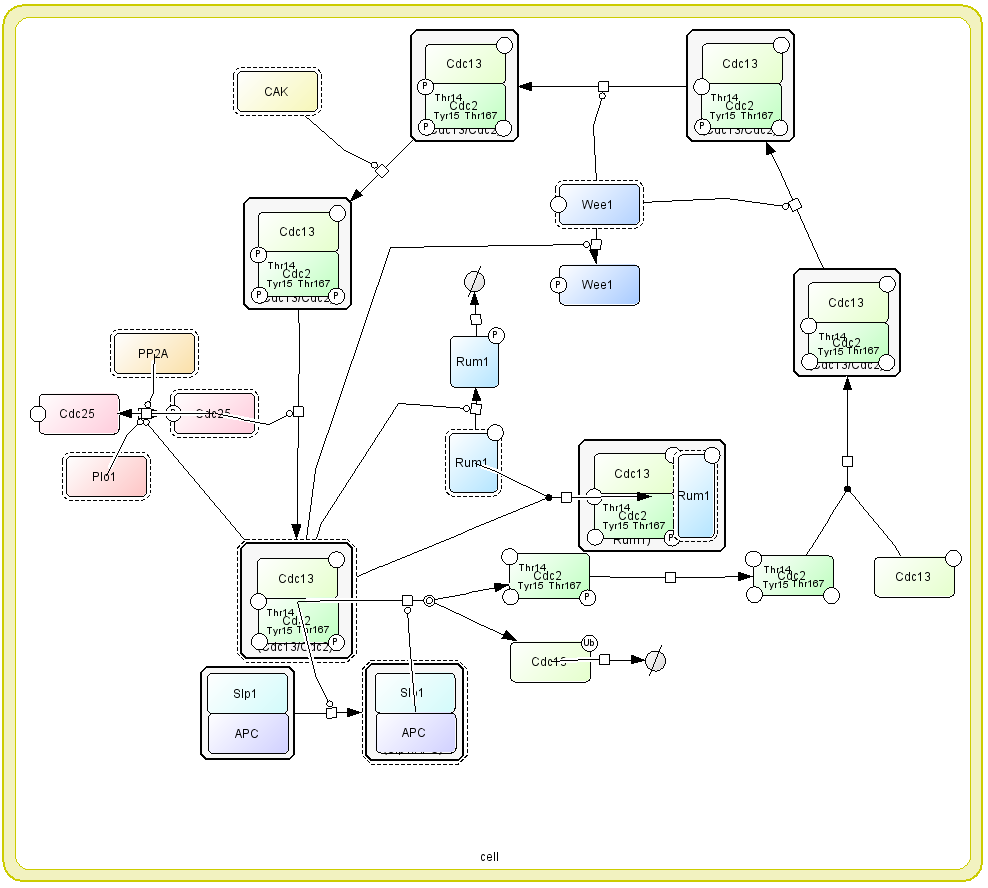 Cdc13
P
Thr14
Cdc2
Tyr15 Thr167
P
(Cdc13/Cdc2)
Cdc13
Thr14
Cdc2
Tyr15 Thr167
P
(Cdc13/Cdc2)
CAK
Wee1
Cdc13
P
Thr14
Cdc2
Tyr15 Thr167
P
P
(Cdc13/Cdc2)
P
Wee1
Cdc13
Thr14
Cdc2
Tyr15 Thr167
(Cdc13/Cdc2)
PP2A
P
Rum1
Cdc25
P
Cdc25
Plo1
Rum1
Cdc13
Rum1
Thr14
Cdc2
Tyr15 Thr167
P
Rum1)
Cdc13
Thr14
Cdc2
Tyr15 Thr167
P
(Cdc13/Cdc2)
Thr14
Cdc2
Tyr15 Thr167
P
Thr14
Cdc2
Tyr15 Thr167
Cdc13
Ub
Cdc13
Slp1
APC
Slp1
APC
cell